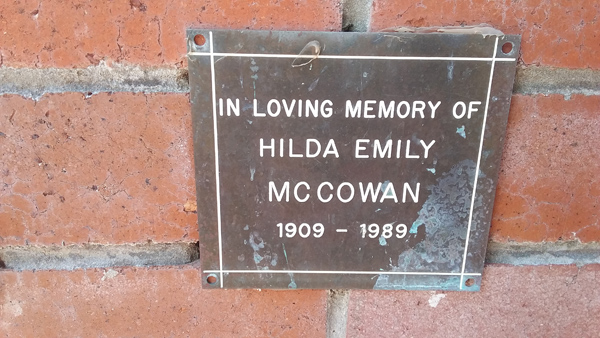 IN LOVING MEMORY OF
HILDA EMILY
MCCOWAN
1909 - 1989